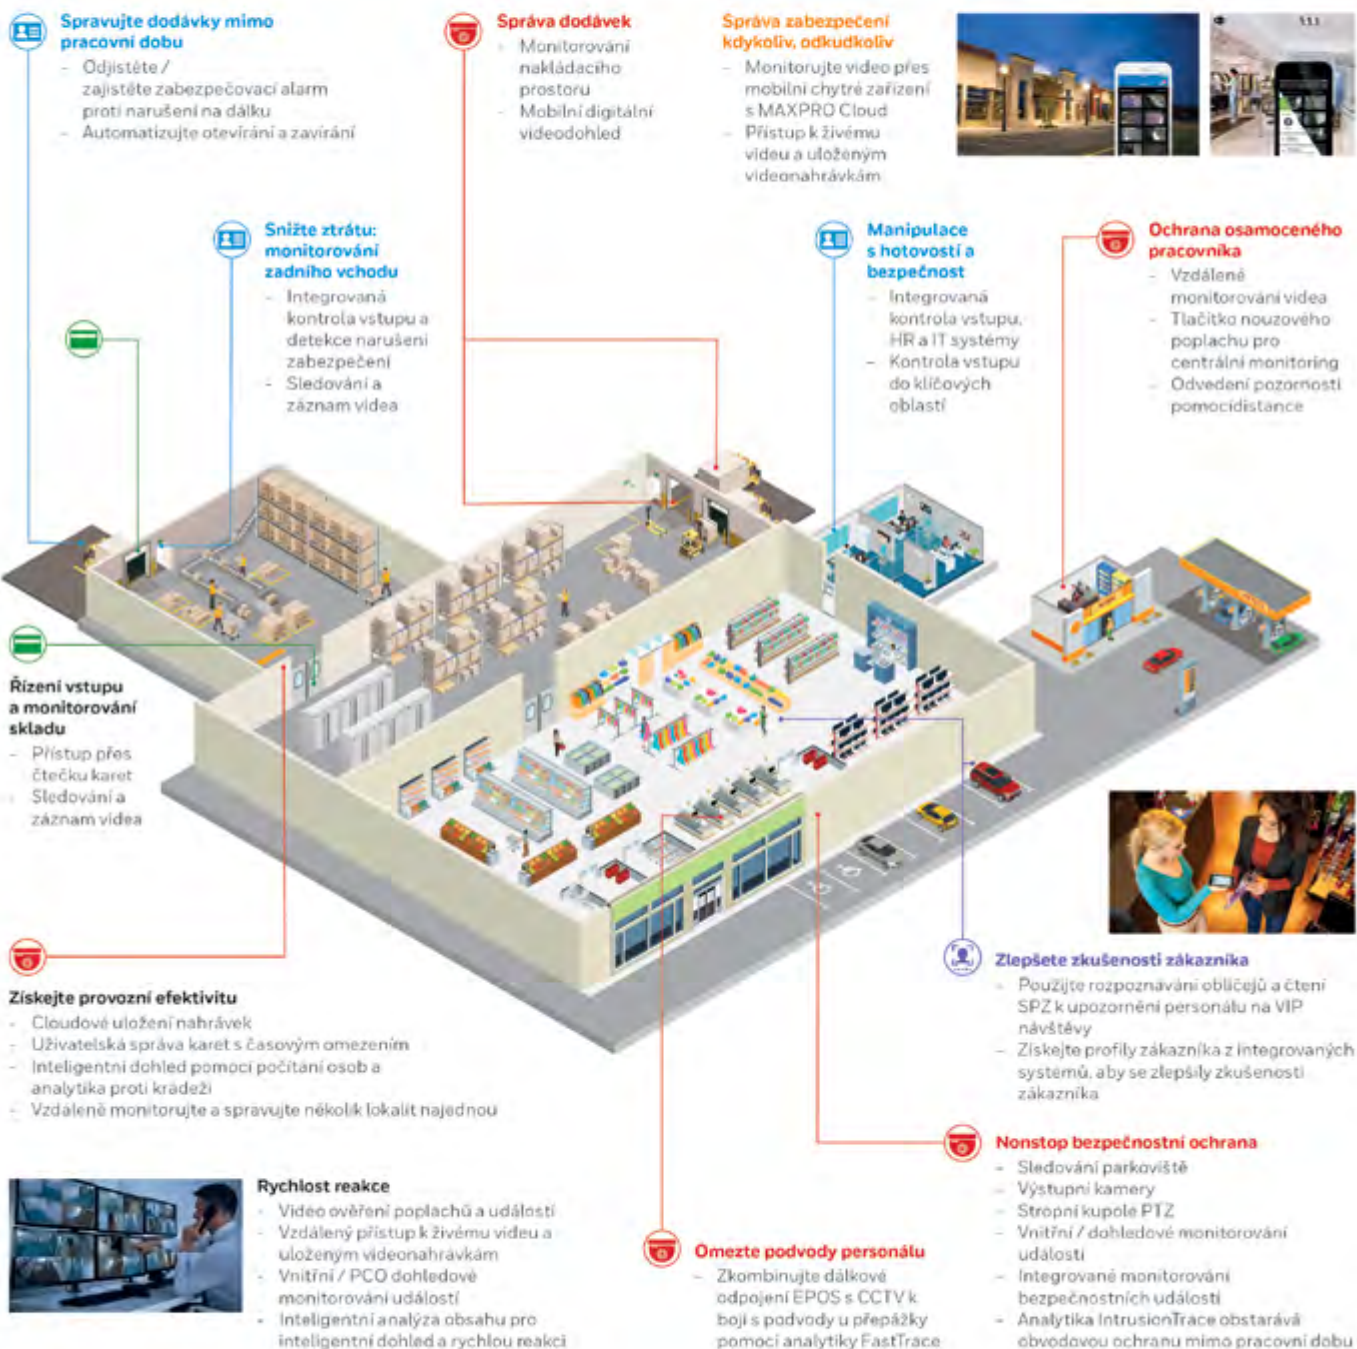 Spravujte dodávky mimo
pracovní dobu
- Odjistěte /
zajistěte zabezpečovací alarm
proti narušení na dálku
- Automatizujte otevírání a zavírání
Správa dodávek
- Monitorování
nakládacího
prostoru
- Mobilní digitální
videodohled
Správa zabezpečení
kdykoliv, odkudkoliv
- Monitorujte video přes
mobilní chytré zařízení
s MAXPRO Cloud
- Přístup k živému
videu a uloženým
videonahrávkám
Snižte ztrátu:
monitorování
zadního vchodu
- Integrovaná
kontrola vstupu a
detekce narušení
zabezpečení
- Sledování a
záznam videa
Manipulace
s hotovostí a
bezpečnost
- Integrovaná
kontrola vstupu,
HR a IT systémy
- Kontrola vstupu
do klíčových
oblastí
Ochrana osamoceného
pracovníka
- Vzdálené
monitorování videa
- Tlačítko nouzového
poplachu pro
centrální monitoring
- Odvedení pozornosti
pomocídistance
Řízení vstupu
a monitorování
skladu
- Přístup přes
čtečku karet
- Sledování a
záznam videa
Získejte provozní efektivitu
- Cloudové uložení nahrávek
- Uživatelská správa karet s časovým omezením
- Inteligentní dohled pomocí počítání osob a
analytika proti krádeži
- Vzdáleně monitorujte a spravujte několik lokalit najednou
Zlepšete zkušenosti zákazníka
- Použijte rozpoznávání obličejů a čtení
SPZ k upozornění personálu na VIP
návštěvy
- Získejte profily zákazníka z integrovaných
systémů, aby se zlepšily zkušenosti
zákazníka
Rychlost reakce
- Video ověření poplachů a událostí
- Vzdálený přístup k živému videu a
uloženým videonahrávkám
- Vnitřní / PCO dohledové
monitorování událostí
- Inteligentní analýza obsahu pro
inteligentní dohled a rychlou reakci
Omezte podvody personálu
- Zkombinujte dálkové
odpojení EPOS s CCTV k
boji s podvody u přepážky
pomocí analytiky FastTrace
Nonstop bezpečnostní ochrana
- Sledování parkoviště
- Výstupní kamery
- Stropní kupole PTZ
- Vnitřní / dohledové monitorování
událostí
- Integrované monitorování
bezpečnostních událostí
- Analytika IntrusionTrace obstarává
obvodovou ochranu mimo pracovní dobu